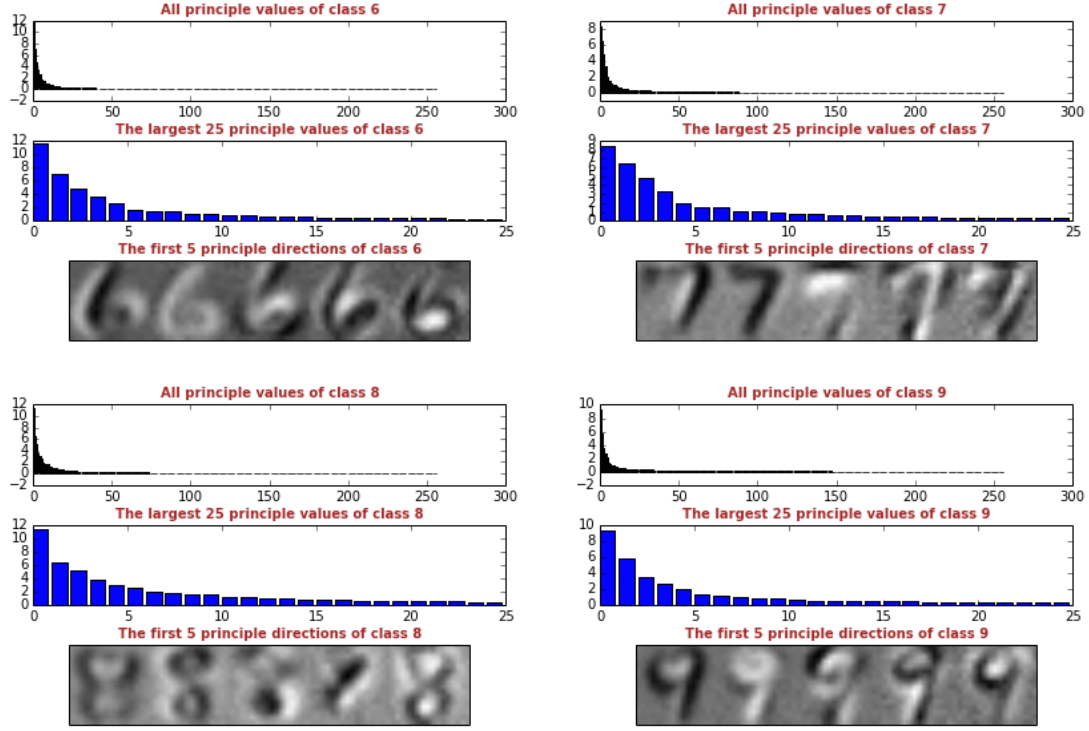 All principle values of class 6
12
10
8
6
4
2
0
−2
0 50 100 150 200 250 300
The largest 25 principle values of class 6
12
10
8
6
4
2
0
0 5 10 15 20 25
The first 5 principle directions of class 6
All principle values of class 7
8
6
4
2
0
−2
0 50 100 150 200 250 300
The largest 25 principle values of class 7
9
8
7
6
5
4
3
2
1
0
0 5 10 15 20 25
The first 5 principle directions of class 7
All principle values of class 8
12
10
8
6
4
2
0
−2
0 50 100 150 200 250 300
The largest 25 principle values of class 8
12
10
8
6
4
2
0
0 5 10 15 20 25
The first 5 principle directions of class 8
All principle values of class 9
10
8
6
4
2
0
−2
0 50 100 150 200 250 300
The largest 25 principle values of class 9
10
8
6
4
2
0
0 5 10 15 20 25
The first 5 principle directions of class 9